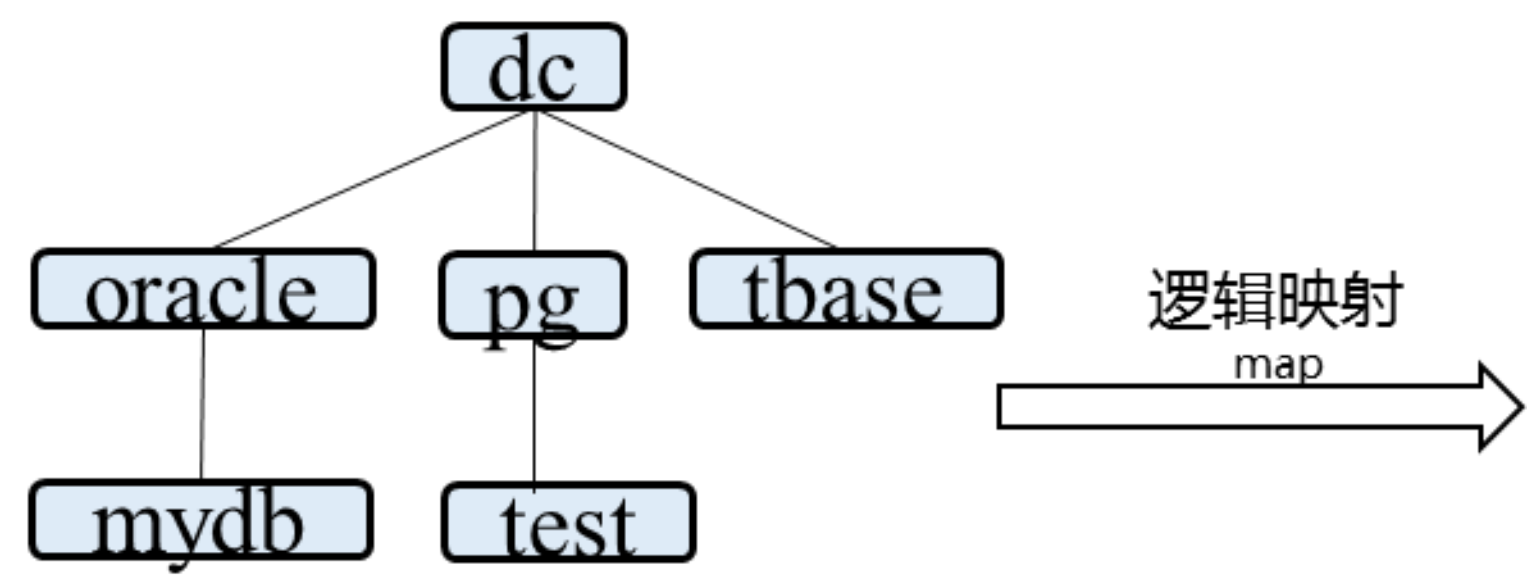 dc
oracle
pg
tbase
逻辑映射
map
mydb
test